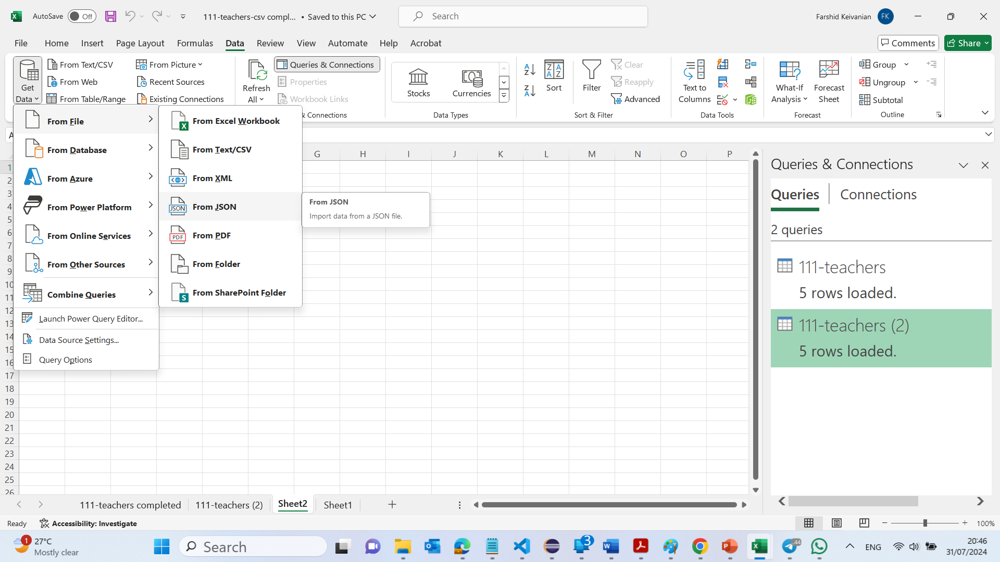 AutoSave Off 111-teachers-csv compl... • Saved to this PC Search Farshid Keivanian FK
File Home Insert Page Layout Formulas Data Review View Automate Help Acrobat Comments Share
Get Data
From Text/CSV
From Web
From Table/Range
From Picture
Recent Sources
Existing Connections
Refresh All
Queries & Connections
Properties
Workbook Links
& Connections
Stocks
Currencies
Data Types
Sort
Filter
Clear
Reapply
Advanced
Sort & Filter
Text to Columns
Data Tools
What-If Analysis
Forecast Sheet
Forecast
Group
Ungroup
Subtotal
Outline
From File
From Database
From Azure
From Power Platform
From Online Services
From Other Sources
Combine Queries
Launch Power Query Editor...
Data Source Settings...
Query Options
From Excel Workbook
From Text/CSV
From XML
From JSON
From PDF
From Folder
From SharePoint Folder
From JSON
Import data from a JSON file.
G H I J K L M N O P
1
2
3
4
5
6
7
8
9
10
11
12
13
14
15
16
17
18
19
20
21
22
23
24
25
26
Queries & Connections
Queries Connections
2 queries
111-teachers
5 rows loaded.
111-teachers (2)
5 rows loaded.
111-teachers completed 111-teachers (2) Sheet2 Sheet1
Ready Accessibility: Investigate 100%
1 27°C
Mostly clear
Search
3
44
ENG
20:46
31/07/2024